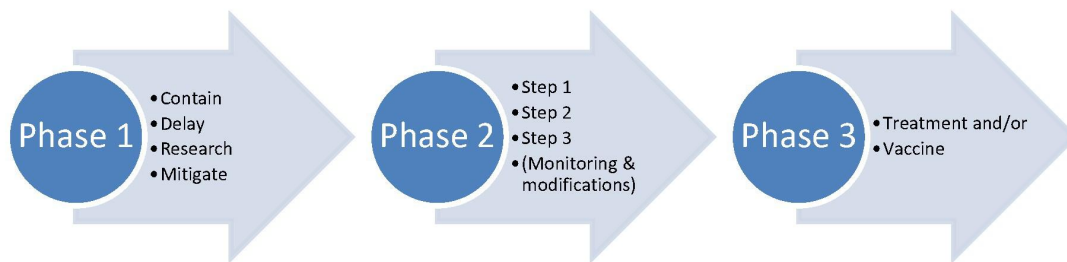 Phase 1
• Contain
• Delay
• Research
• Mitigate
Phase 2
• Step 1
• Step 2
• Step 3
• (Monitoring &
modifications)
Phase 3
• Treatment and/or
• Vaccine